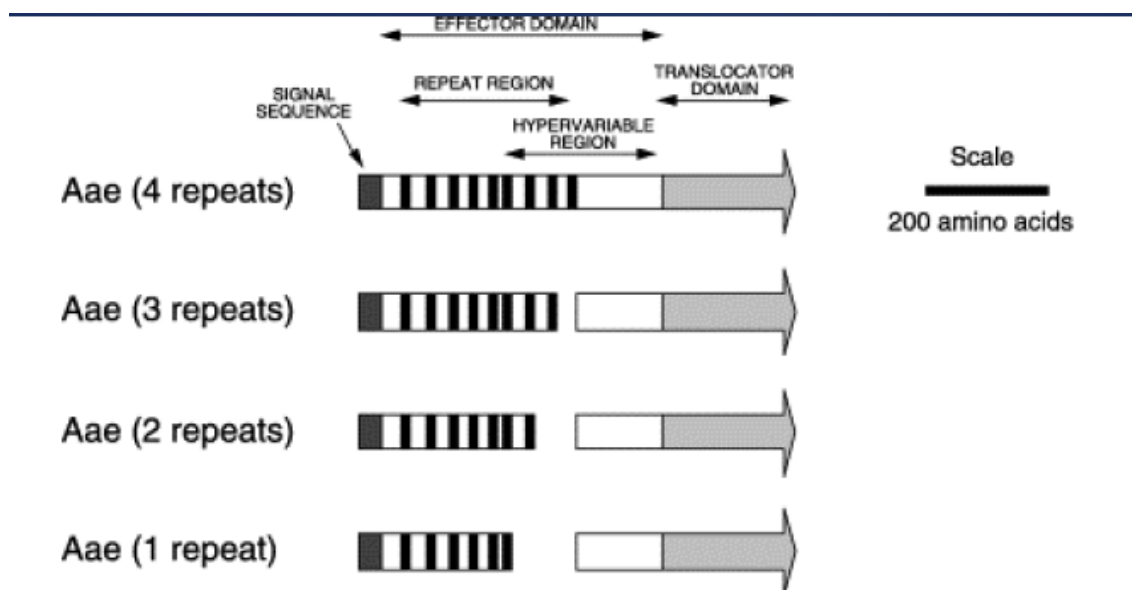 EFFECTOR DOMAIN
TRANSLOCATOR
DOMAIN
REPEAT REGION
SIGNAL
SEQUENCE
HYPERVARIABLE
REGION
Scale
Aae (4 repeats)
200 amino acids
Aae (3 repeats)
Aae (2 repeats)
Aae (1 repeat)